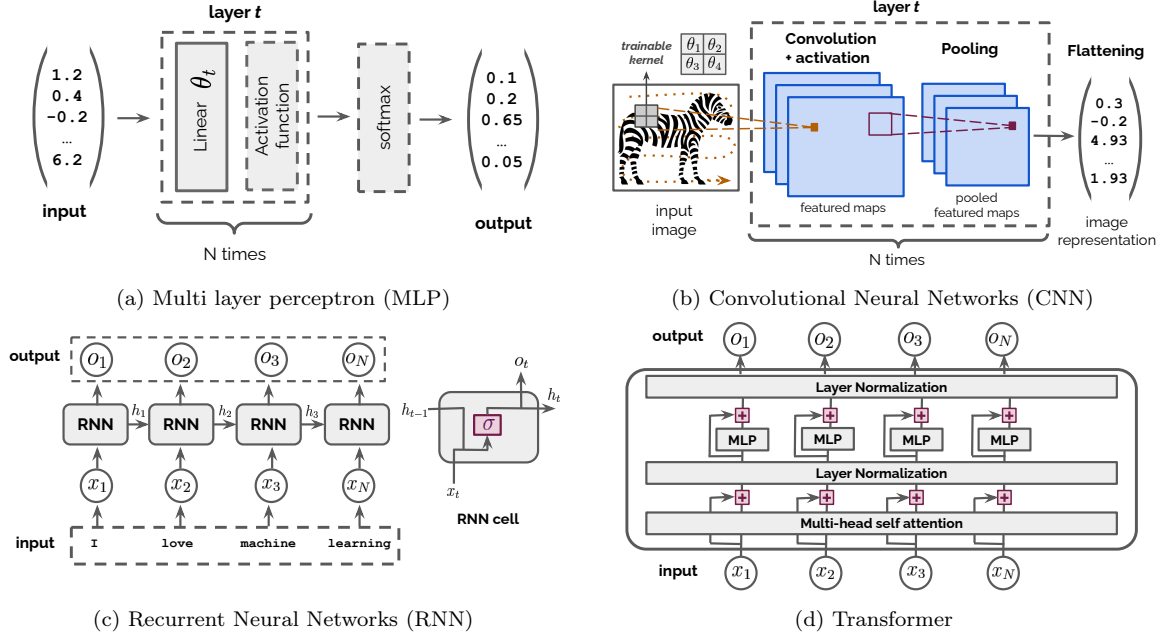 layer t
Linear θt
Activation function
softmax
1.2
0.4
-0.2
...
6.2
0.1
0.2
0.65
...
0.05
input
output
N times
(a) Multi layer perceptron (MLP)
layer t
trainable
kernel
θ1 θ2
θ3 θ4
Convolution
+ activation
Pooling
Flattening
0.3
-0.2
4.93
...
1.93
featured maps
pooled
featured maps
input
image
image
representation
N times
(b) Convolutional Neural Networks (CNN)
output
o1 o2 o3 oN
RNN h1 RNN h2 RNN h3 RNN
x1 x2 x3 xN
input
I love machine learning
ot
ht
ht−1
σ
xt
RNN cell
(c) Recurrent Neural Networks (RNN)
output
o1 o2 o3 oN
Layer Normalization
+ + + +
MLP MLP MLP MLP
Layer Normalization
+ + + +
Multi-head self attention
input
x1 x2 x3 xN
(d) Transformer